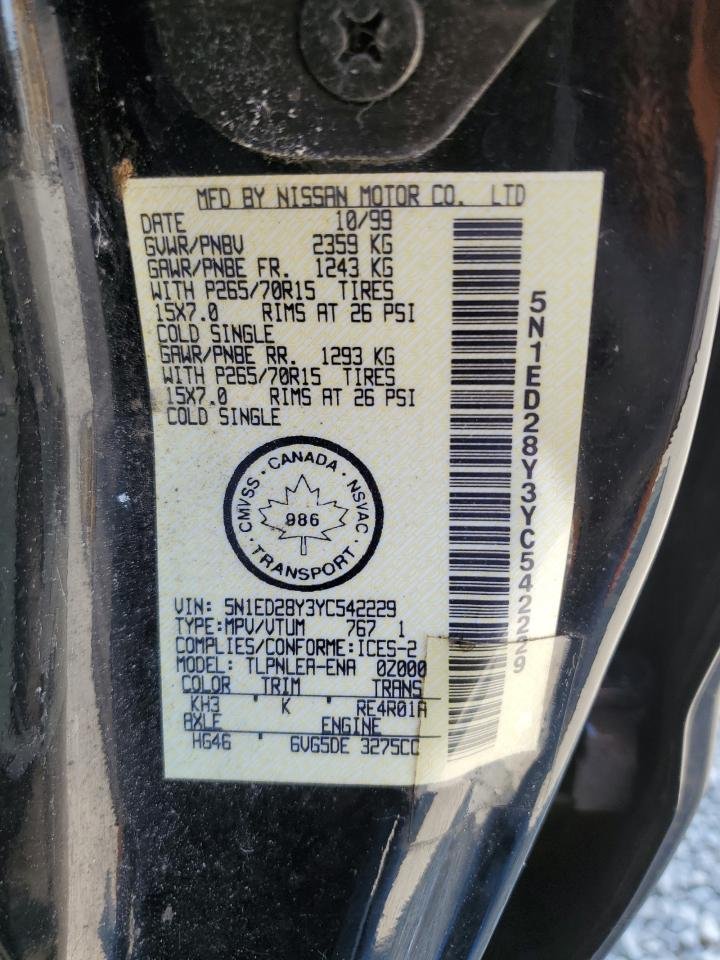 MFD BY NISSAN MOTOR CO. LTD
DATE 10/99
GVWR/PNBV 2359 KG
GAWR/PNBE FR. 1243 KG
WITH P265/70R15 TIRES
15X7.0 RIMS AT 26 PSI
COLD SINGLE
GAWR/PNBE RR. 1293 KG
WITH P265/70R15 TIRES
15X7.0 RIMS AT 26 PSI
COLD SINGLE
CMVSS · CANADA · NSVAC
986
· TRANSPORT ·
VIN: 5N1ED28Y3YC542229
TYPE:MPV/VTUM 767 1
COMPLIES/CONFORME:ICES-2
MODEL: TLPNLEA-ENA 0Z000
COLOR TRIM TRANS
KH3 K RE4R01A
AXLE ENGINE
HG46 6VG5DE 3275CC
5N1ED28Y3YC542229